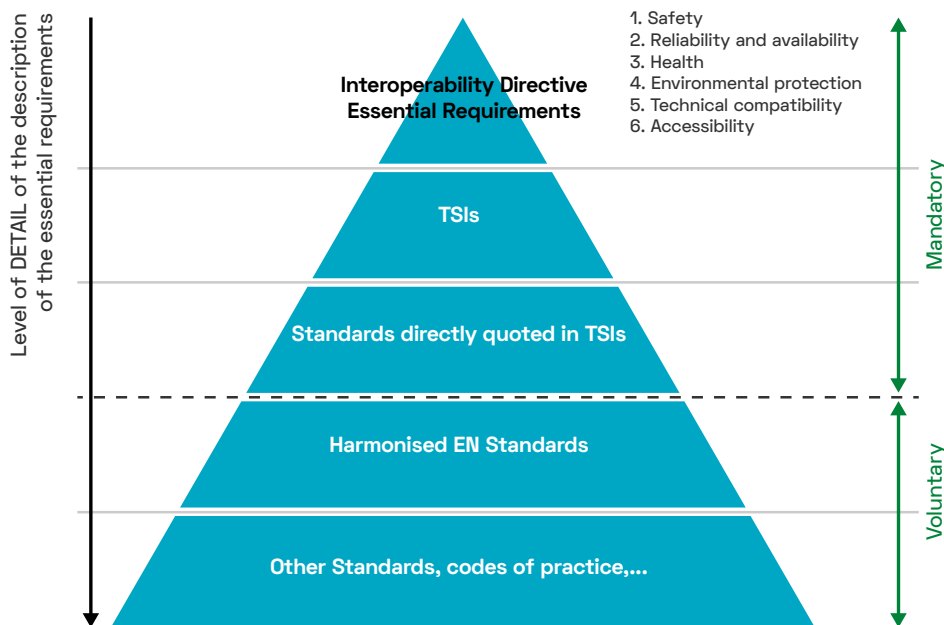 Level of DETAIL of the description
of the essential requirements
Interoperability Directive
Essential Requirements
1. Safety
2. Reliability and availability
3. Health
4. Environmental protection
5. Technical compatibility
6. Accessibility
TSIs
Standards directly quoted in TSIs
Mandatory
Harmonised EN Standards
Other Standards, codes of practice,...
Voluntary